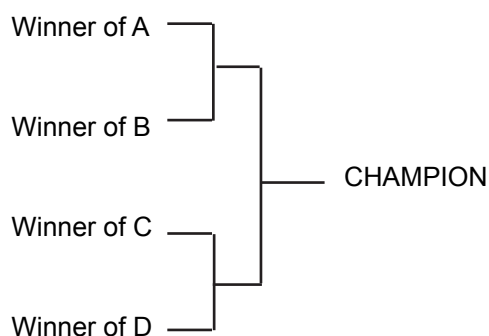 Winner of A
Winner of B
CHAMPION
Winner of C
Winner of D